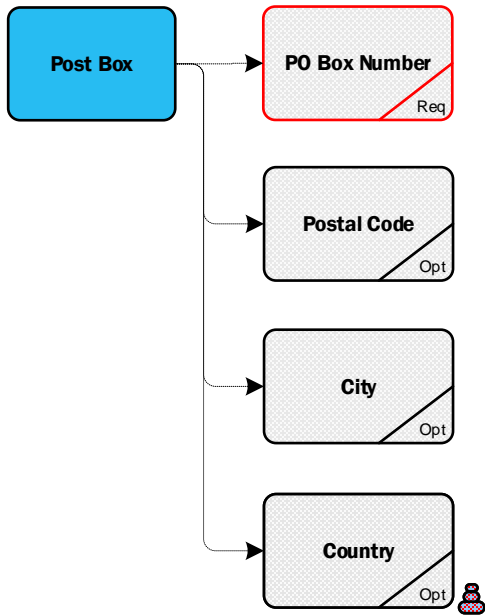 Post Box
PO Box Number
Req
Postal Code
Opt
City
Opt
Country
Opt